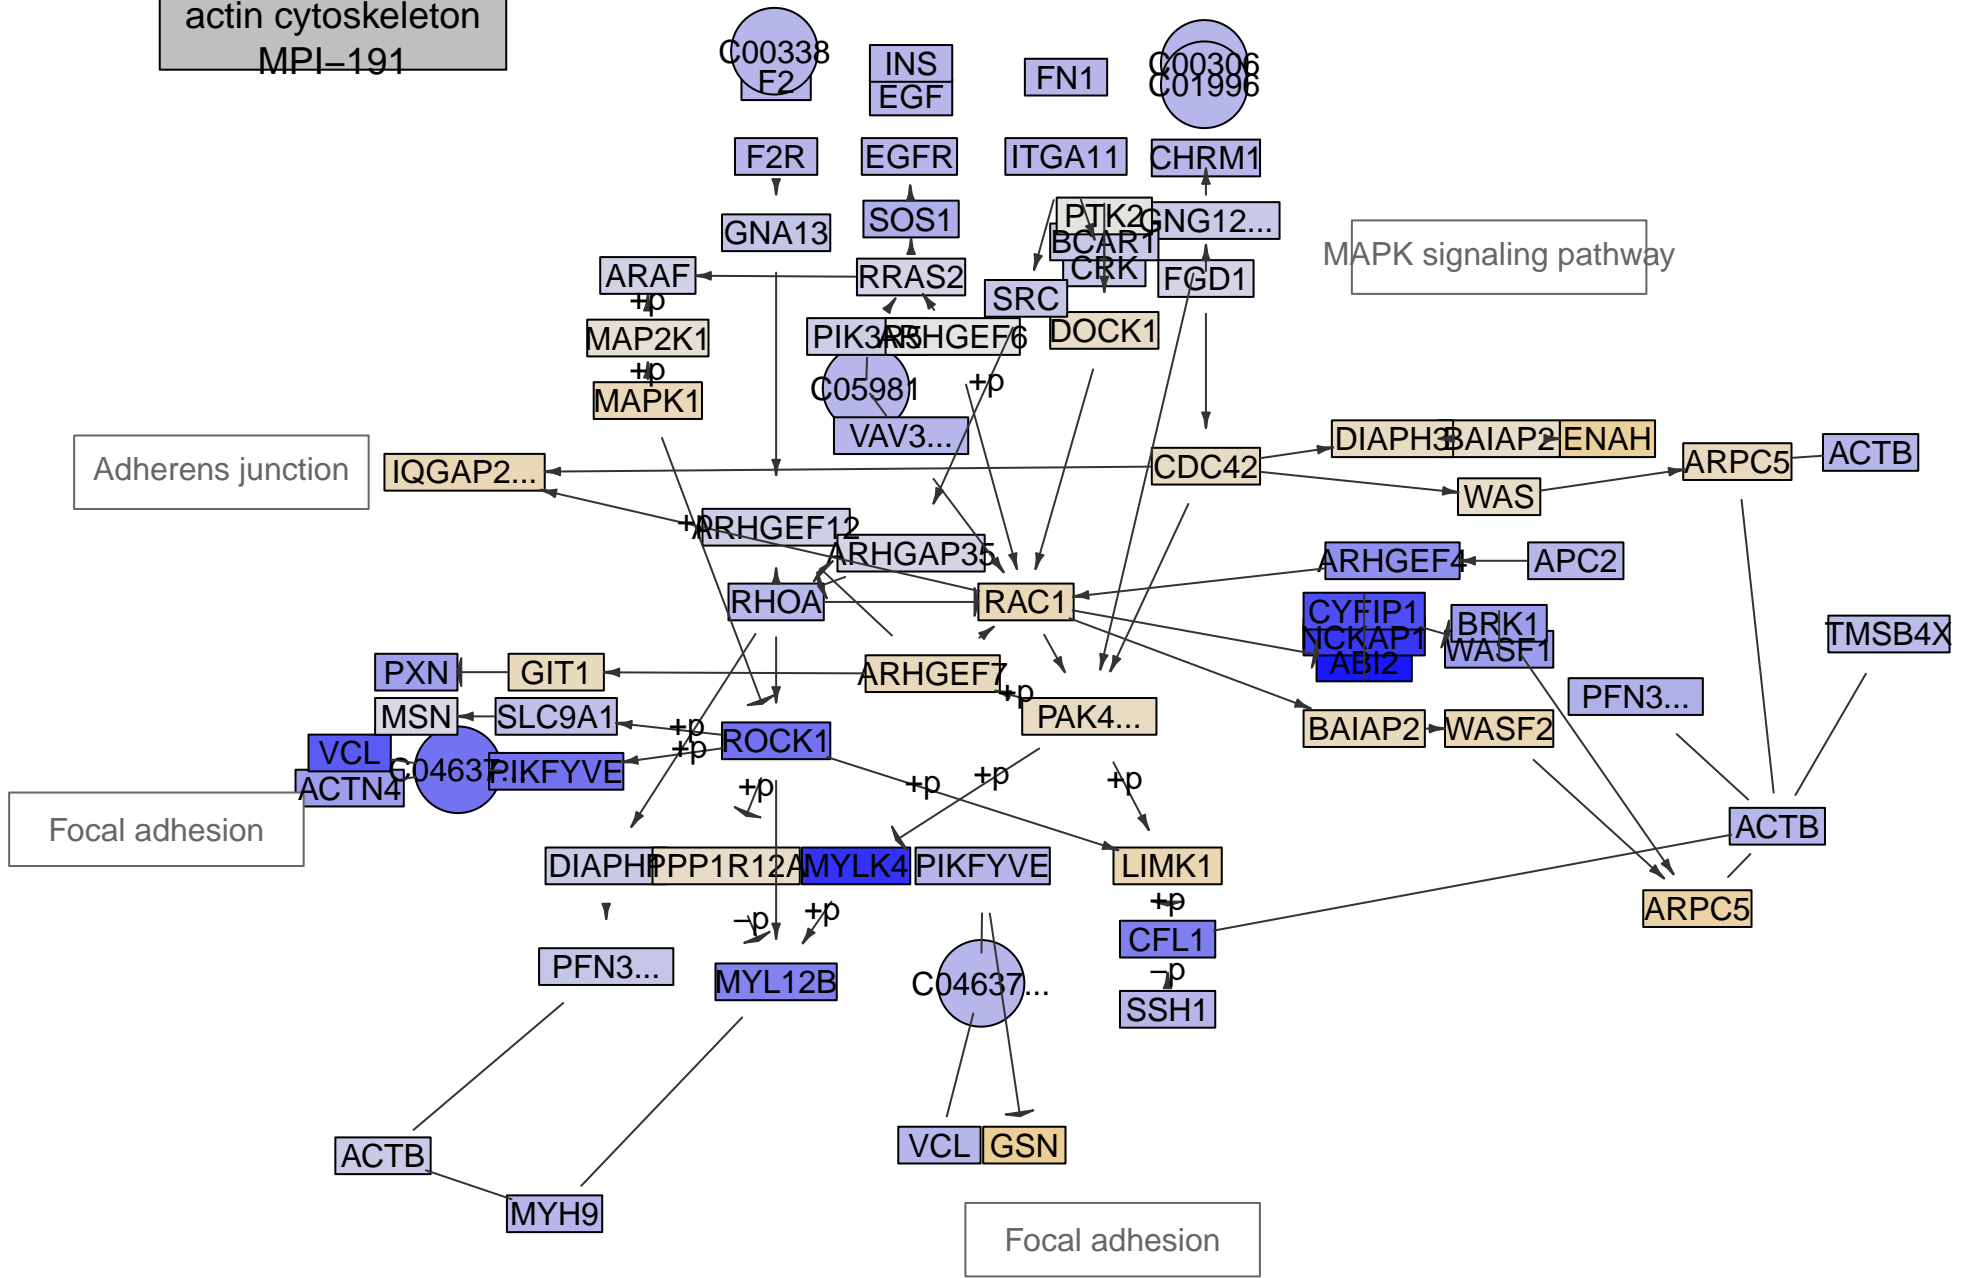 actin cytoskeleton
MPI−191
C00338
F2
INS
EGF
FN1
C00306
C01996
F2R
EGFR
ITGA11
CHRM1
GNA13
SOS1
PTK2
GNG12...
BCAR1
CRK
MAPK signaling pathway
ARAF
RRAS2
SRC
FGD1
+p
MAP2K1
PIK3R5
ARHGEF6
DOCK1
+p
MAPK1
C05981
+p
VAV3...
Adherens junction
IQGAP2...
CDC42
DIAPH3
BAIAP2
ENAH
ARPC5
ACTB
WAS
+p
ARHGEF12
ARHGAP35
ARHGEF4
APC2
RHOA
RAC1
CYFIP1
NCKAP1
ABI2
BRK1
WASF1
TMSB4X
PXN
GIT1
ARHGEF7
+p
PFN3...
MSN
SLC9A1
+p
ROCK1
PAK4...
BAIAP2
WASF2
VCL
C04637...
PIKFYVE
+p
ACTN4
+p
+p
+p
+p
Focal adhesion
ACTB
PPP1R12A
MYLK4
PIKFYVE
LIMK1
ARPC5
−p
+p
+p
CFL1
PFN3...
MYL12B
C04637...
−p
SSH1
ACTB
VCL
GSN
MYH9
Focal adhesion